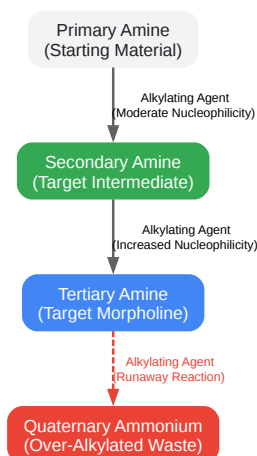 Primary Amine
(Starting Material)
Alkylating Agent
(Moderate Nucleophilicity)
Secondary Amine
(Target Intermediate)
Alkylating Agent
(Increased Nucleophilicity)
Tertiary Amine
(Target Morpholine)
Alkylating Agent
(Runaway Reaction)
Quaternary Ammonium
(Over-Alkylated Waste)